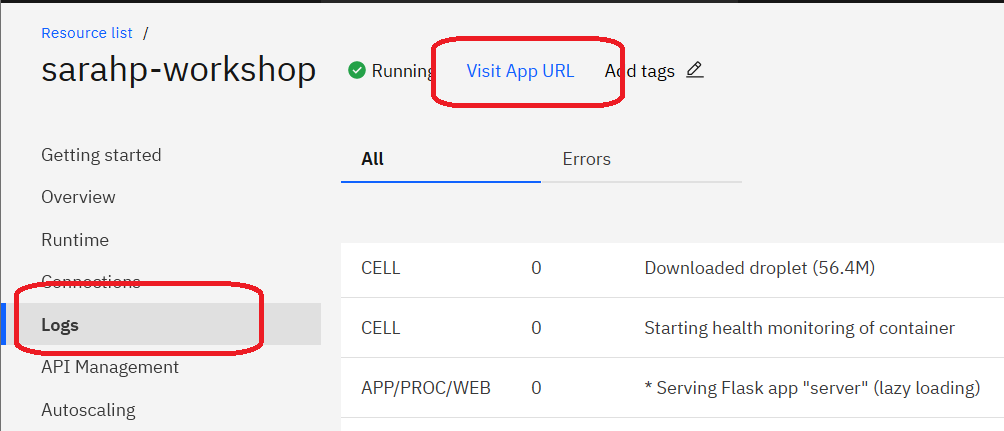 Resource list /
sarahp-workshop Running Visit App URL Add tags
Getting started
Overview
Runtime
Connections
Logs
API Management
Autoscaling
All Errors
CELL 0 Downloaded droplet (56.4M)
CELL 0 Starting health monitoring of container
APP/PROC/WEB 0 * Serving Flask app "server" (lazy loading)